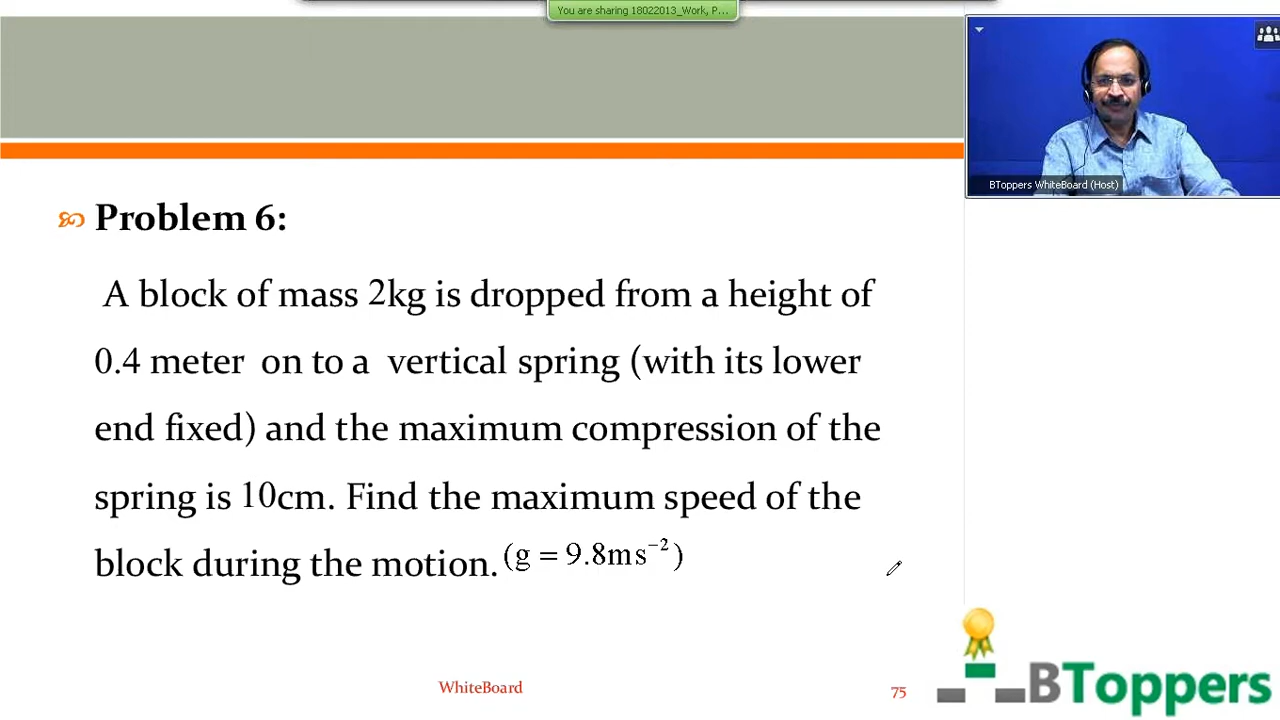 You are sharing 18022013_Work, P...
BToppers WhiteBoard (Host)
Problem 6:
A block of mass 2kg is dropped from a height of
0.4 meter on to a vertical spring (with its lower
end fixed) and the maximum compression of the
spring is 10cm. Find the maximum speed of the
block during the motion. (g = 9.8ms⁻²)
WhiteBoard
75
BToppers